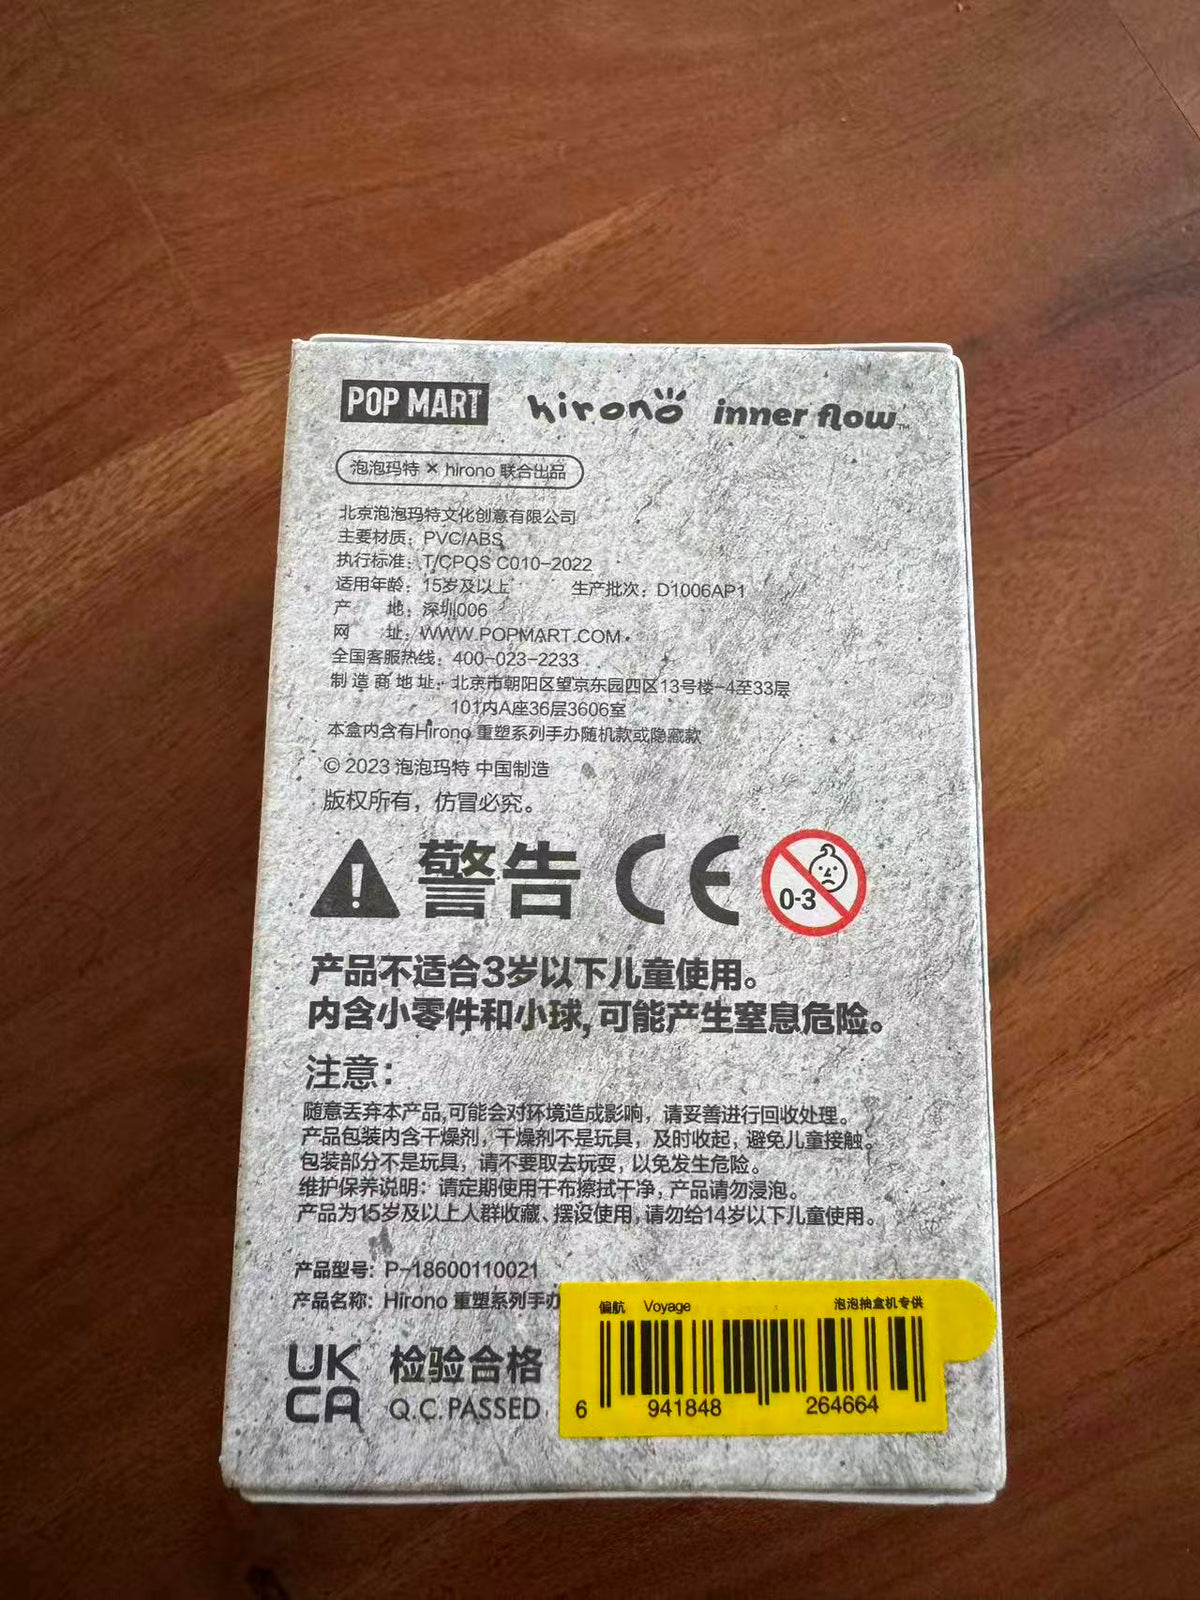 POP MART hirono inner flow™
泡泡玛特 × hirono 联合出品
北京泡泡玛特文化创意有限公司
主要材质：PVC/ABS
执行标准：T/CPQS C010-2022
适用年龄：15岁及以上 生产批次：D1006AP1
产 地：深圳006
网 址：WWW.POPMART.COM
全国客服热线：400-023-2233
制造商地址：北京市朝阳区望京东园四区13号楼-4至33层
101内A座36层3606室
本盒内含有Hirono 重塑系列手办随机款或隐藏款
© 2023 泡泡玛特 中国制造
版权所有，仿冒必究。
警告 CE 0-3
产品不适合3岁以下儿童使用。
内含小零件和小球，可能产生窒息危险。
注意：
随意丢弃本产品，可能会对环境造成影响，请妥善进行回收处理。
产品包装内含干燥剂，干燥剂不是玩具，及时收起，避免儿童接触。
包装部分不是玩具，请不要取去玩耍，以免发生危险。
维护保养说明：请定期使用干布擦拭干净，产品请勿浸泡。
产品为15岁及以上人群收藏、摆设使用，请勿给14岁以下儿童使用。
产品型号：P-18600110021
产品名称：Hirono 重塑系列手办
偏航 Voyage 泡泡抽盒机专供
UK
CA
检验合格
Q.C.PASSED
6 941848 264664